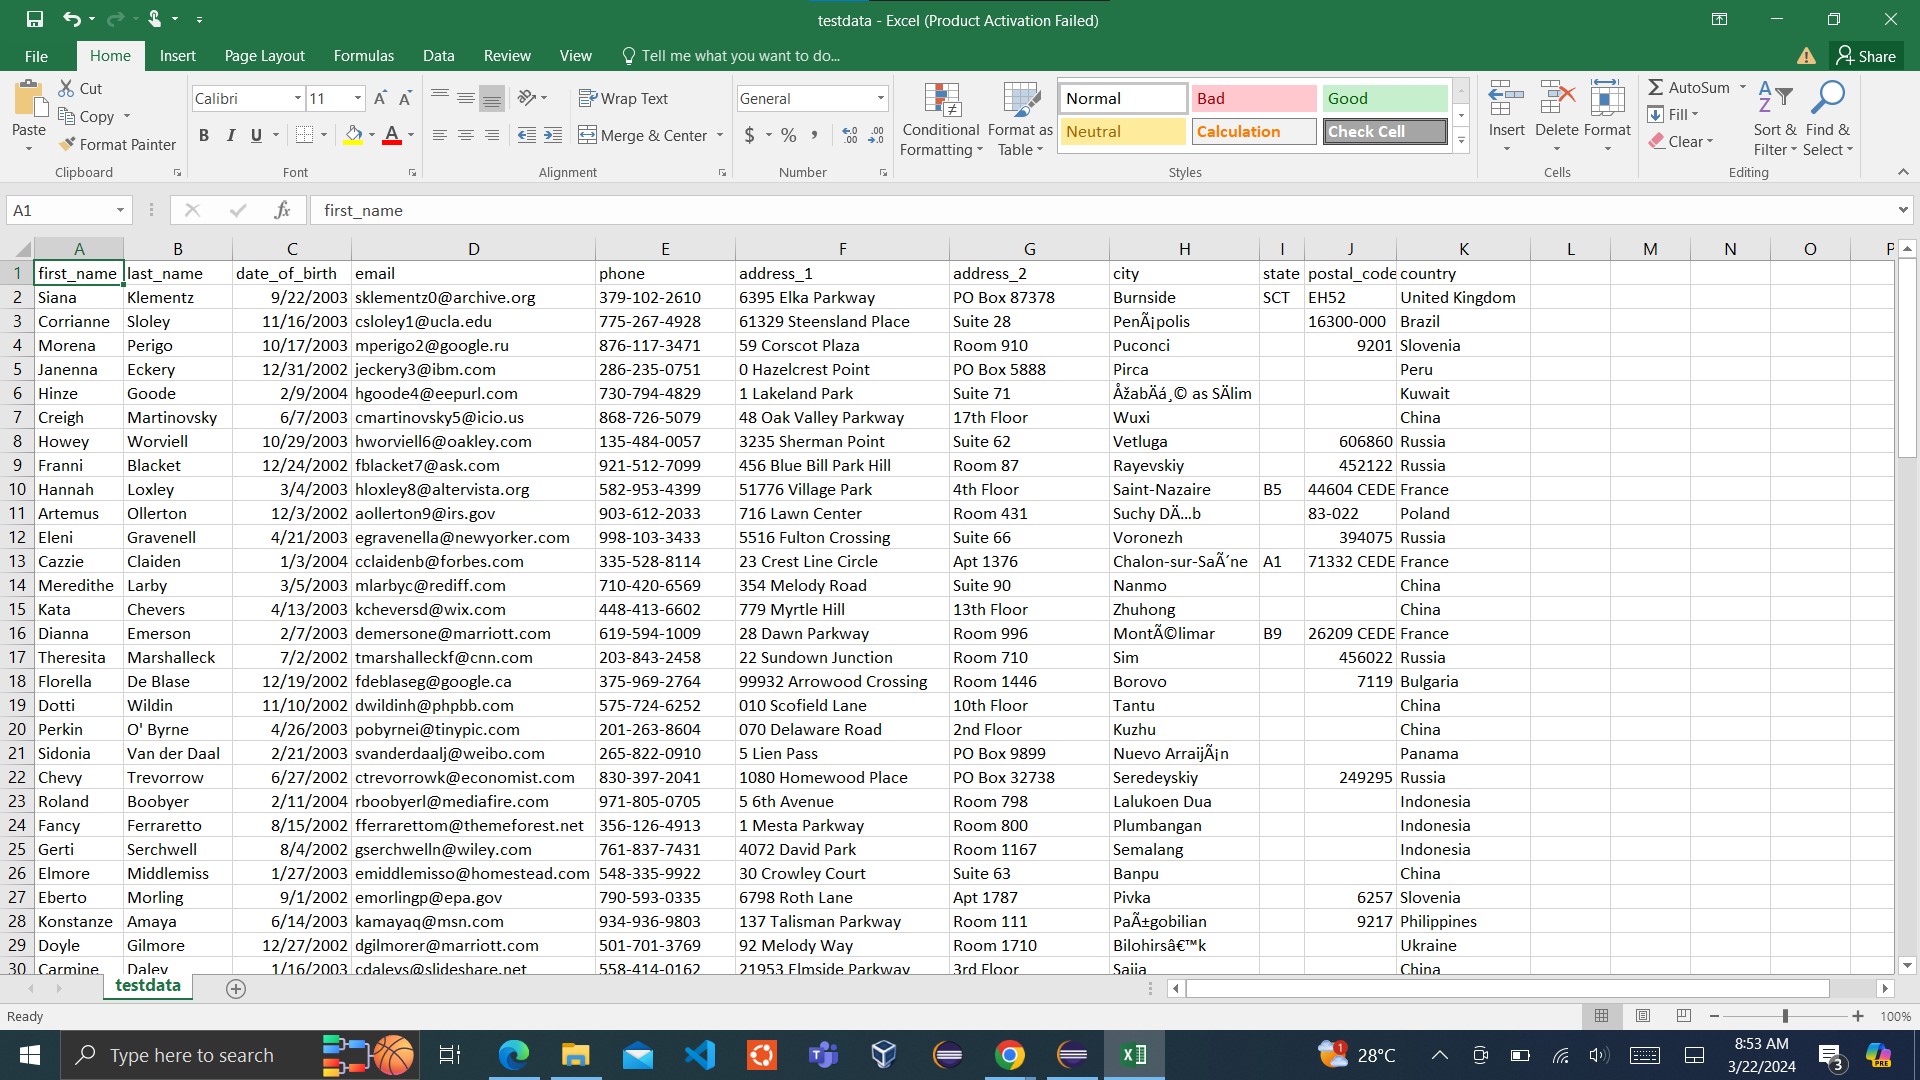 testdata - Excel (Product Activation Failed)
File Home Insert Page Layout Formulas Data Review View Tell me what you want to do... Share
Paste
Cut
Copy
Format Painter
Clipboard
Calibri 11
B I U
Font
Wrap Text
Merge & Center
Alignment
General
$ % ,
Number
Conditional Formatting
Format as Table
Normal Bad Good
Neutral Calculation Check Cell
Styles
Insert Delete Format
Cells
AutoSum
Fill
Clear
Sort & Filter
Find & Select
Editing
A1 fx first_name
A B C D E F G H I J K L M N O P
1 first_name last_name date_of_birth email phone address_1 address_2 city state postal_code country
2 Siana Klementz 9/22/2003 sklementz0@archive.org 379-102-2610 6395 Elka Parkway PO Box 87378 Burnside SCT EH52 United Kingdom
3 Corrianne Sloley 11/16/2003 csloley1@ucla.edu 775-267-4928 61329 Steensland Place Suite 28 PenÃ¡polis 16300-000 Brazil
4 Morena Perigo 10/17/2003 mperigo2@google.ru 876-117-3471 59 Corscot Plaza Room 910 Puconci 9201 Slovenia
5 Janenna Eckery 12/31/2002 jeckery3@ibm.com 286-235-0751 0 Hazelcrest Point PO Box 5888 Pirca Peru
6 Hinze Goode 2/9/2004 hgoode4@eepurl.com 730-794-4829 1 Lakeland Park Suite 71 ÅžabÄá¸© as SÄlim Kuwait
7 Creigh Martinovsky 6/7/2003 cmartinovsky5@icio.us 868-726-5079 48 Oak Valley Parkway 17th Floor Wuxi China
8 Howey Worviell 10/29/2003 hworviell6@oakley.com 135-484-0057 3235 Sherman Point Suite 62 Vetluga 606860 Russia
9 Franni Blacket 12/24/2002 fblacket7@ask.com 921-512-7099 456 Blue Bill Park Hill Room 87 Rayevskiy 452122 Russia
10 Hannah Loxley 3/4/2003 hloxley8@altervista.org 582-953-4399 51776 Village Park 4th Floor Saint-Nazaire B5 44604 CEDE France
11 Artemus Ollerton 12/3/2002 aollerton9@irs.gov 903-612-2033 716 Lawn Center Room 431 Suchy DÄ…b 83-022 Poland
12 Eleni Gravenell 4/21/2003 egravenella@newyorker.com 998-103-3433 5516 Fulton Crossing Suite 66 Voronezh 394075 Russia
13 Cazzie Claiden 1/3/2004 cclaidenb@forbes.com 335-528-8114 23 Crest Line Circle Apt 1376 Chalon-sur-SaÃ´ne A1 71332 CEDE France
14 Meredithe Larby 3/5/2003 mlarbyc@rediff.com 710-420-6569 354 Melody Road Suite 90 Nanmo China
15 Kata Chevers 4/13/2003 kcheversd@wix.com 448-413-6602 779 Myrtle Hill 13th Floor Zhuhong China
16 Dianna Emerson 2/7/2003 demersone@marriott.com 619-594-1009 28 Dawn Parkway Room 996 MontÃ©limar B9 26209 CEDE France
17 Theresita Marshalleck 7/2/2002 tmarshalleckf@cnn.com 203-843-2458 22 Sundown Junction Room 710 Sim 456022 Russia
18 Florella De Blase 12/19/2002 fdeblaseg@google.ca 375-969-2764 99932 Arrowood Crossing Room 1446 Borovo 7119 Bulgaria
19 Dotti Wildin 11/10/2002 dwildinh@phpbb.com 575-724-6252 010 Scofield Lane 10th Floor Tantu China
20 Perkin O' Byrne 4/26/2003 pobyrnei@tinypic.com 201-263-8604 070 Delaware Road 2nd Floor Kuzhu China
21 Sidonia Van der Daal 2/21/2003 svanderdaalj@weibo.com 265-822-0910 5 Lien Pass PO Box 9899 Nuevo ArraijÃ¡n Panama
22 Chevy Trevorrow 6/27/2002 ctrevorrowk@economist.com 830-397-2041 1080 Homewood Place PO Box 32738 Seredeyskiy 249295 Russia
23 Roland Boobyer 2/11/2004 rboobyerl@mediafire.com 971-805-0705 5 6th Avenue Room 798 Lalukoen Dua Indonesia
24 Fancy Ferraretto 8/15/2002 fferrarettom@themeforest.net 356-126-4913 1 Mesta Parkway Room 800 Plumbangan Indonesia
25 Gerti Serchwell 8/4/2002 gserchwelln@wiley.com 761-837-7431 4072 David Park Room 1167 Semalang Indonesia
26 Elmore Middlemiss 1/27/2003 emiddlemisso@homestead.com 548-335-9922 30 Crowley Court Suite 63 Banpu China
27 Eberto Morling 9/1/2002 emorlingp@epa.gov 790-593-0335 6798 Roth Lane Apt 1787 Pivka 6257 Slovenia
28 Konstanze Amaya 6/14/2003 kamayaq@msn.com 934-936-9803 137 Talisman Parkway Room 111 PaÃ±gobilian 9217 Philippines
29 Doyle Gilmore 12/27/2002 dgilmorer@marriott.com 501-701-3769 92 Melody Way Room 1710 Bilohirsâ€™k Ukraine
30 Carmine Daley 1/16/2003 cdaleys@slideshare.net 558-414-0162 21953 Elmside Parkway 3rd Floor Saija China
testdata
Ready 100%
Type here to search
28°C
8:53 AM
3/22/2024
3